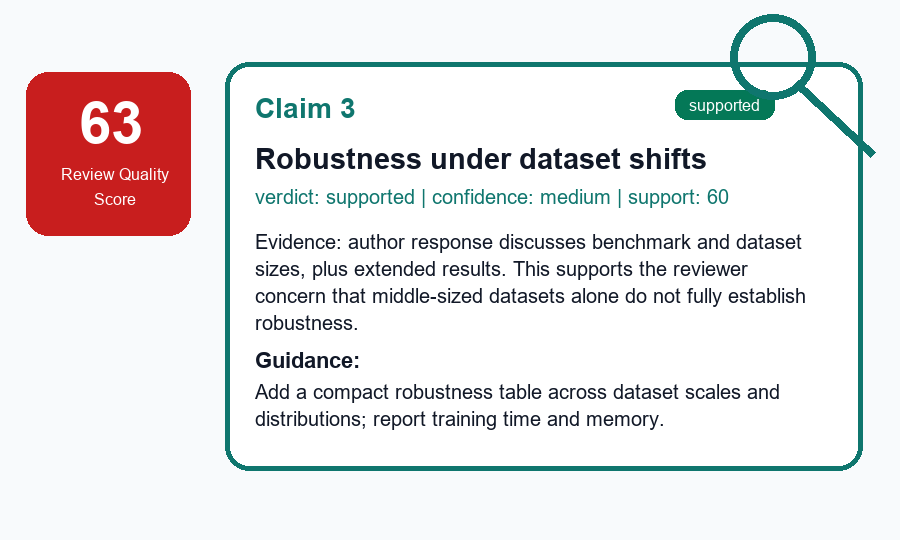 63
Review Quality
Score
Claim 3
supported
Robustness under dataset shifts
verdict: supported | confidence: medium | support: 60
Evidence: author response discusses benchmark and dataset
sizes, plus extended results. This supports the reviewer
concern that middle-sized datasets alone do not fully establish
robustness.
Guidance:
Add a compact robustness table across dataset scales and
distributions; report training time and memory.